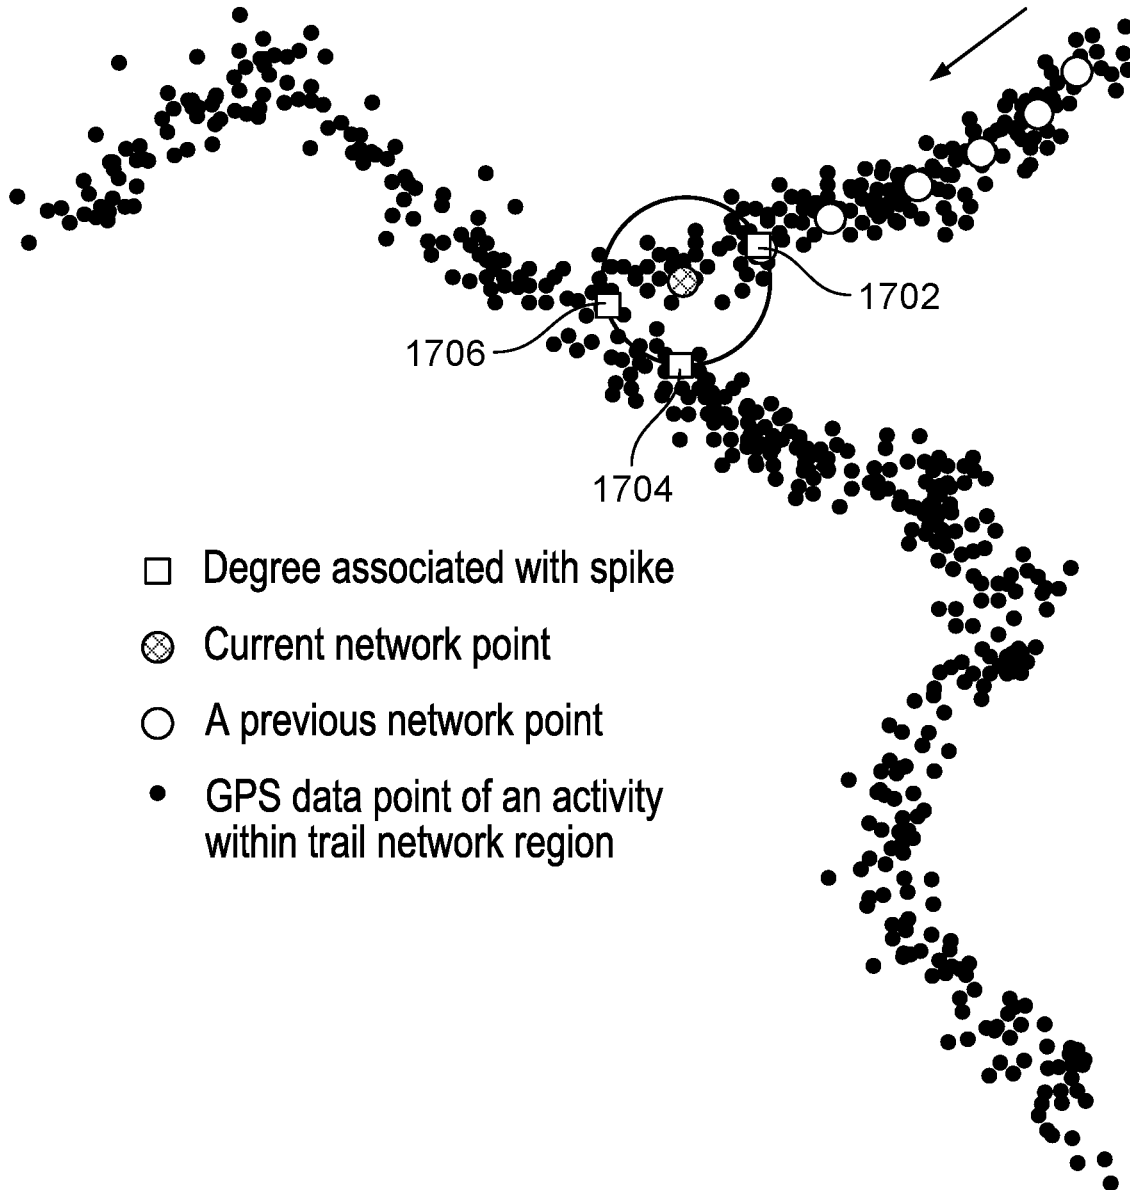 1702
1706
1704
Degree associated with spike
Current network point
A previous network point
GPS data point of an activity
within trail network region